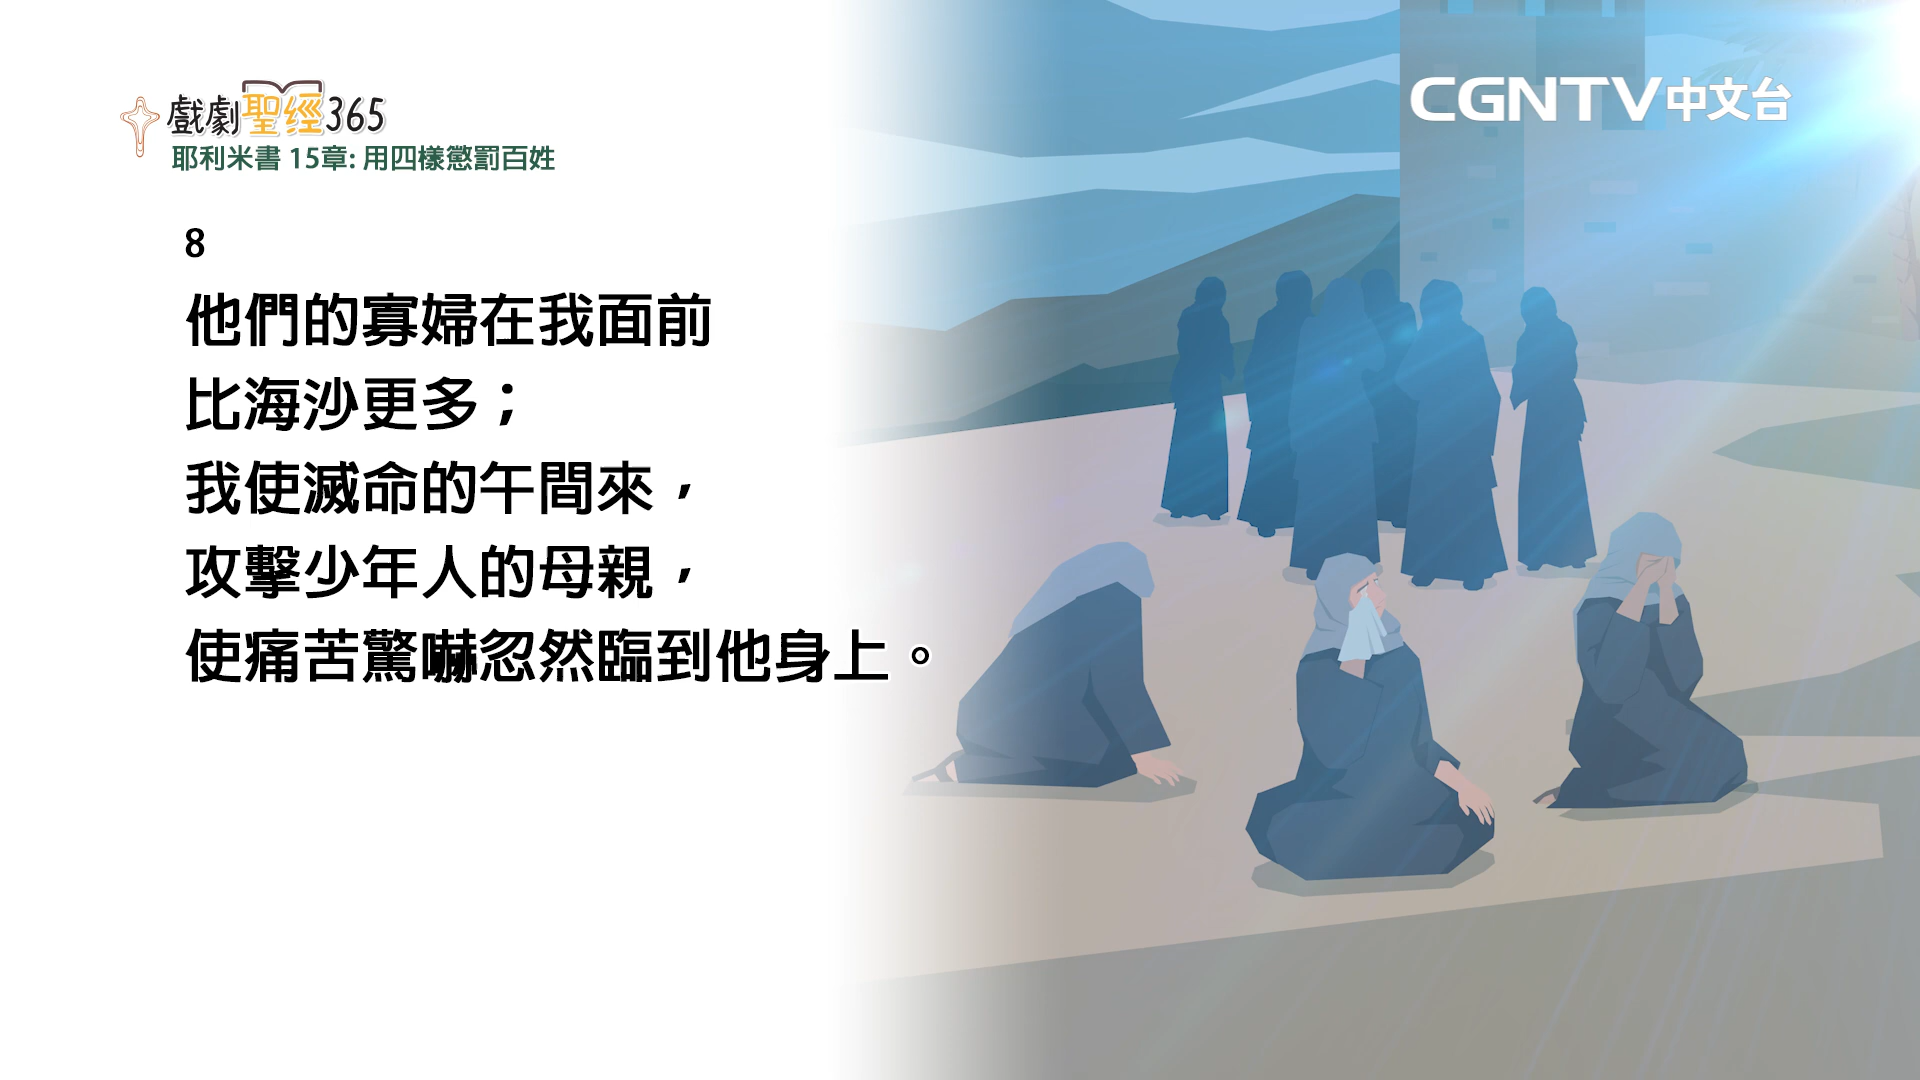 戲劇聖經365
CGNTV中文台
耶利米書 15章: 用四樣懲罰百姓
8
他們的寡婦在我面前
比海沙更多；
我使滅命的午間來，
攻擊少年人的母親，
使痛苦驚嚇忽然臨到他身上。